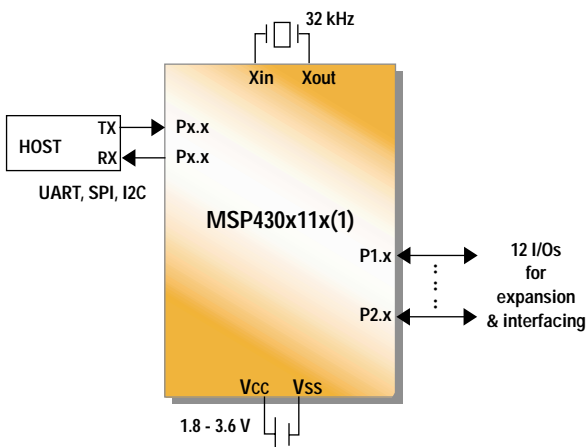 32 kHz
Xin Xout
TX Px.x
HOST
RX Px.x
UART, SPI, I2C
MSP430x11x(1)
P1.x
12 I/Os
for
expansion
& interfacing
P2.x
Vcc Vss
1.8 - 3.6 V